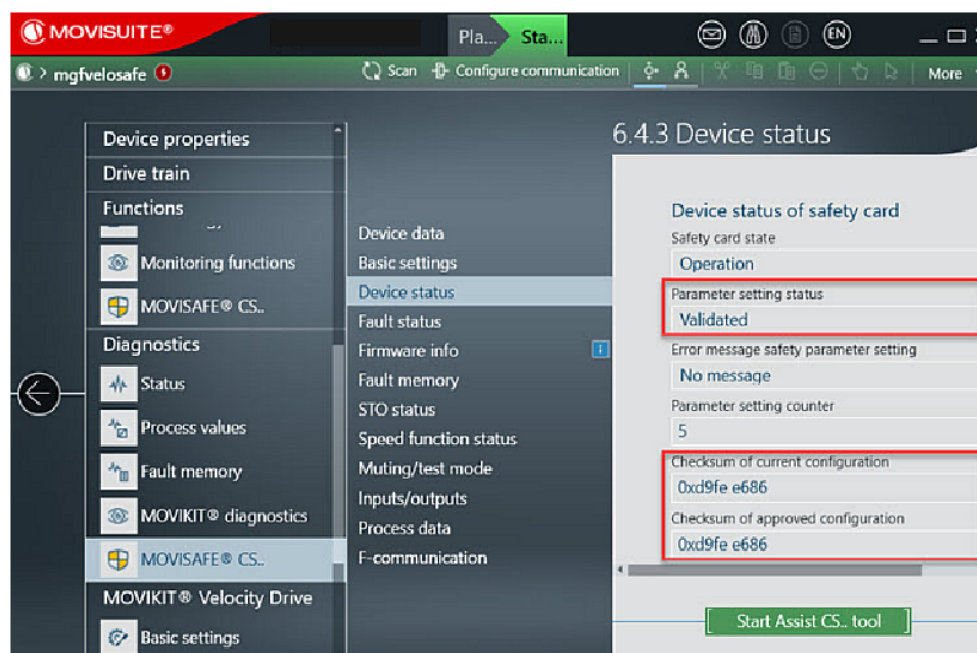 MOVISUITE®
Pla...
Sta...
EN
> mgfvelosafe
Scan
Configure communication
More
Device properties
Drive train
Functions
Monitoring functions
MOVISAFE® CS..
Diagnostics
Status
Process values
Fault memory
MOVIKIT® diagnostics
MOVISAFE® CS..
MOVIKIT® Velocity Drive
Basic settings
Device data
Basic settings
Device status
Fault status
Firmware info
Fault memory
STO status
Speed function status
Muting/test mode
Inputs/outputs
Process data
F-communication
6.4.3 Device status
Device status of safety card
Safety card state
Operation
Parameter setting status
Validated
Error message safety parameter setting
No message
Parameter setting counter
5
Checksum of current configuration
0xd9fe e686
Checksum of approved configuration
0xd9fe e686
Start Assist CS.. tool